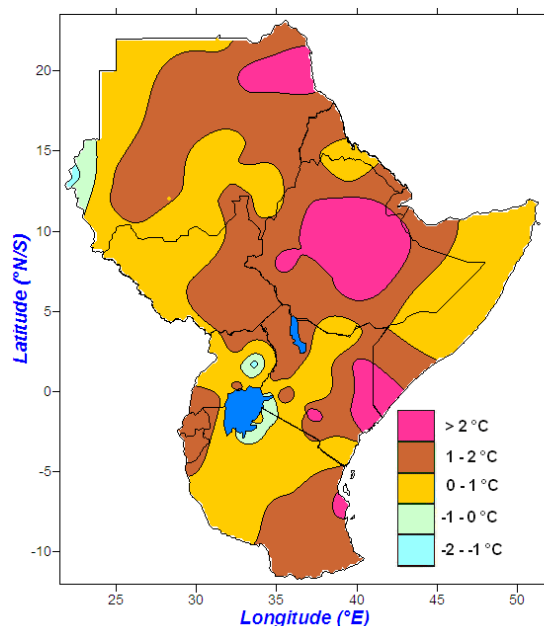 20
15
10
5
0
-5
-10
Latitude (°N/S)
> 2 °C
1 - 2 °C
0 - 1 °C
-1 - 0 °C
-2 - -1 °C
25 30 35 40 45 50
Longitude (°E)